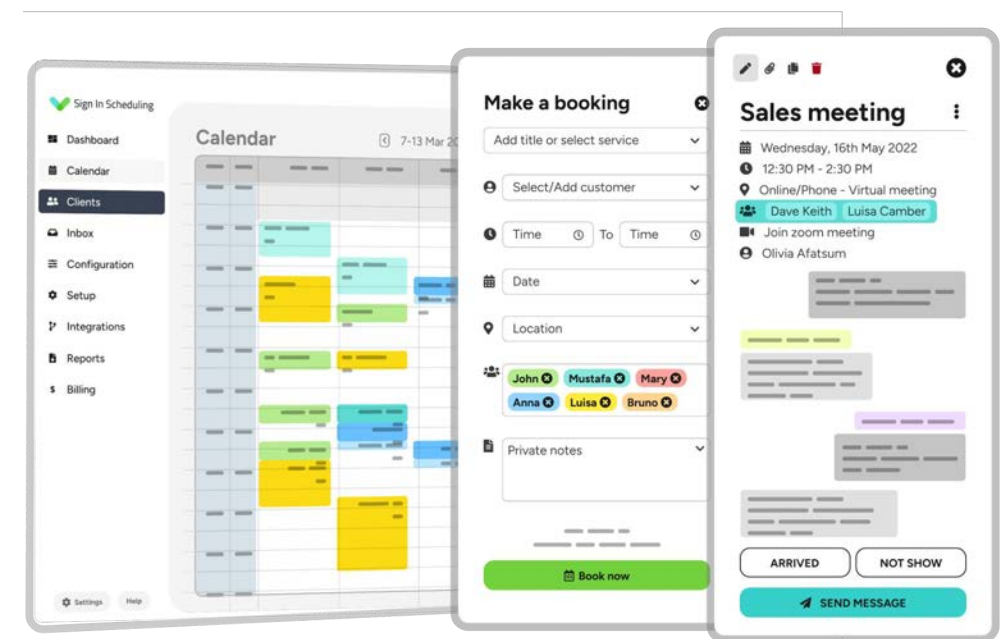 Sign In Scheduling
Dashboard
Calendar
Clients
Inbox
Configuration
Setup
Integrations
Reports
Billing
Settings Help
Calendar
7-13 Mar 20
Make a booking
Add title or select service
Select/Add customer
Time To Time
Date
Location
John Mustafa Mary
Anna Luisa Bruno
Private notes
Book now
Sales meeting
Wednesday, 16th May 2022
12:30 PM - 2:30 PM
Online/Phone - Virtual meeting
Dave Keith Luisa Camber
Join zoom meeting
Olivia Afatsum
ARRIVED NOT SHOW
SEND MESSAGE